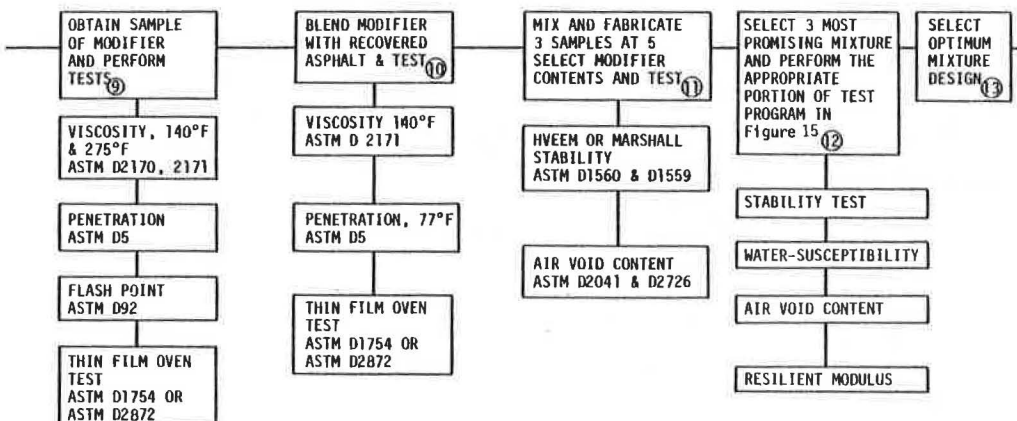 OBTAIN SAMPLE
OF MODIFIER
AND PERFORM
TESTS 9
VISCOSITY, 140°F
& 275°F
ASTM D2170, 2171
PENETRATION
ASTM D5
FLASH POINT
ASTM D92
THIN FILM OVEN
TEST
ASTM D1754 OR
ASTM D2872
BLEND MODIFIER
WITH RECOVERED
ASPHALT & TEST 10
VISCOSITY 140°F
ASTM D 2171
PENETRATION, 77°F
ASTM D5
THIN FILM OVEN
TEST
ASTM D1754 OR
ASTM D2872
MIX AND FABRICATE
3 SAMPLES AT 5
SELECT MODIFIER
CONTENTS AND TEST 11
HVEEM OR MARSHALL
STABILITY
ASTM D1560 & D1559
AIR VOID CONTENT
ASTM D2041 & D2726
SELECT 3 MOST
PROMISING MIXTURE
AND PERFORM THE
APPROPRIATE
PORTION OF TEST
PROGRAM IN
Figure 15
12
STABILITY TEST
WATER-SUSCEPTIBILITY
AIR VOID CONTENT
RESILIENT MODULUS
SELECT
OPTIMUM
MIXTURE
DESIGN 13